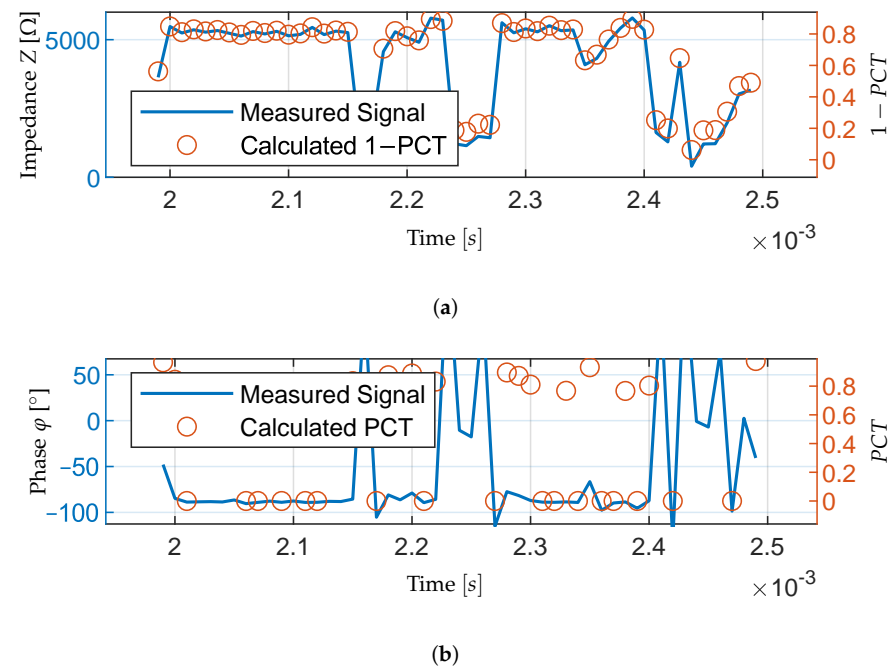 Impedance Z [Ω]
5000
0
Measured Signal
Calculated 1−PCT
0.8
0.6
0.4
0.2
0
1 − PCT
2 2.1 2.2 2.3 2.4 2.5
Time [s]
×10⁻³
(a)
Phase φ [°]
50
0
−50
−100
Measured Signal
Calculated PCT
0.8
0.6
0.4
0.2
0
PCT
2 2.1 2.2 2.3 2.4 2.5
Time [s]
×10⁻³
(b)